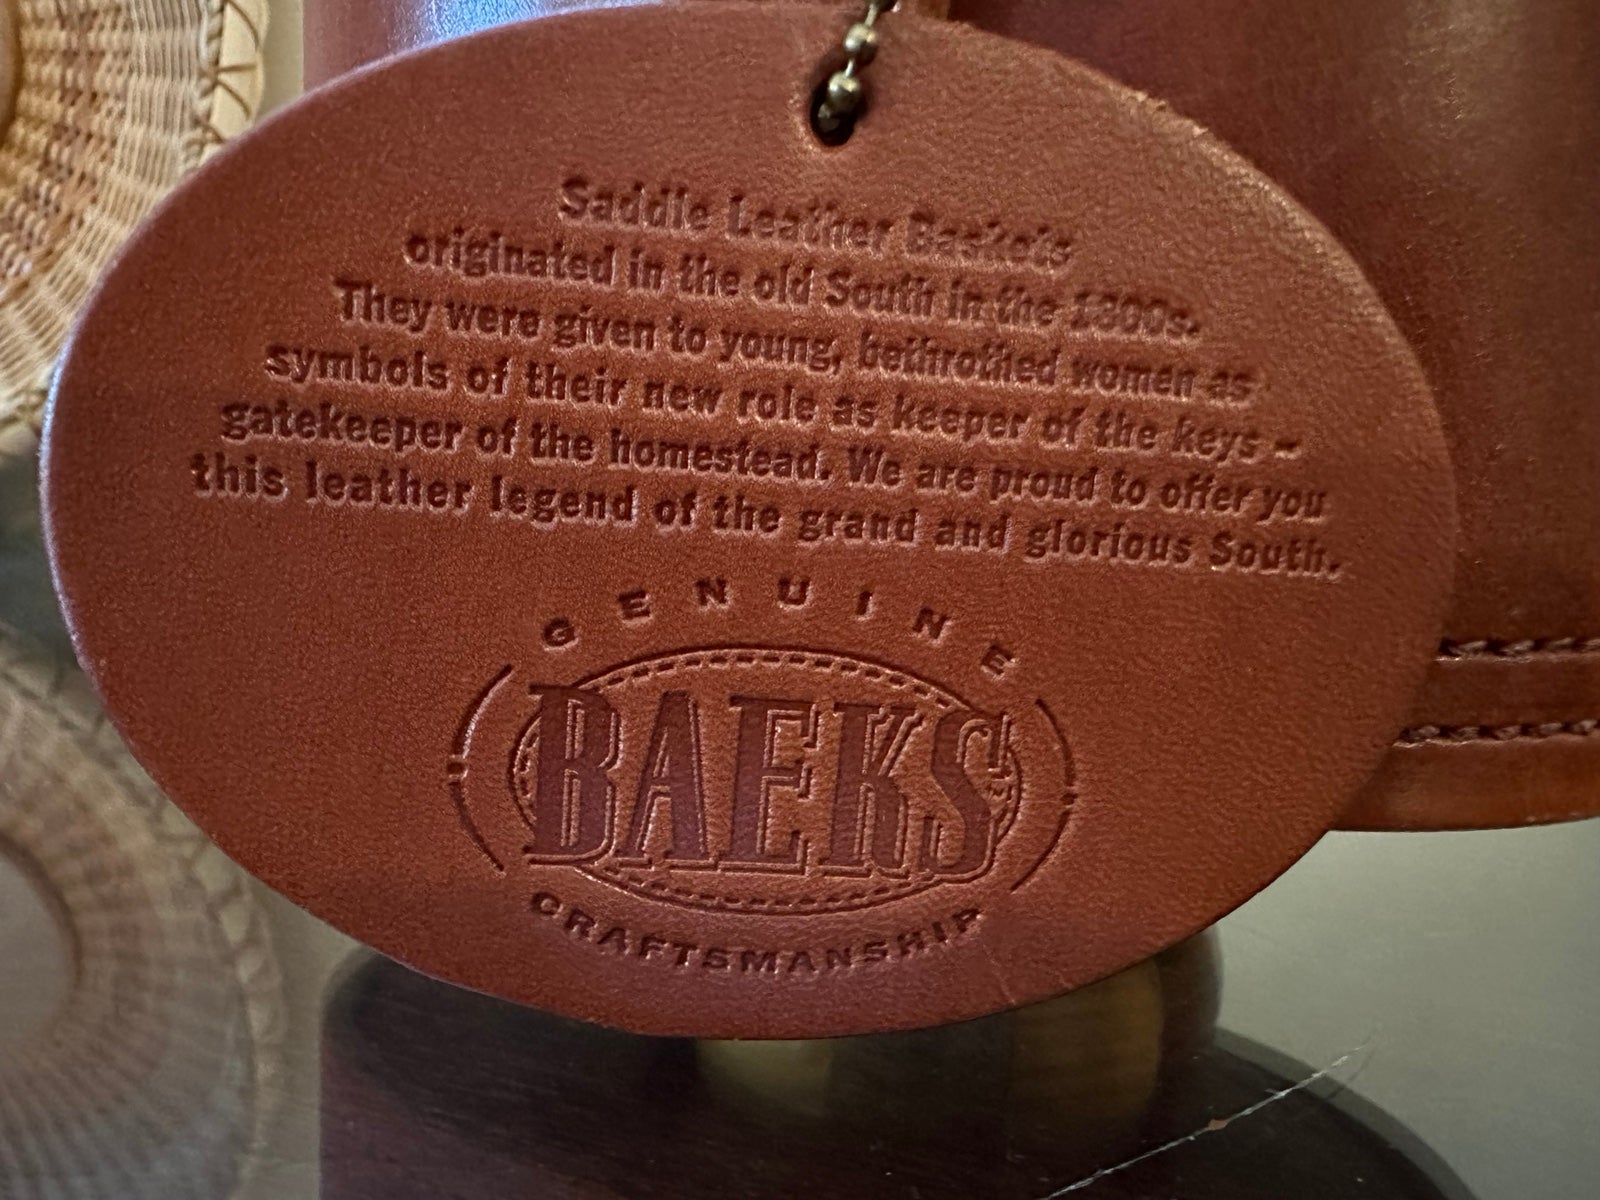 Saddle Leather Baskets
originated in the old South in the 1800s.
They were given to young, bethrothed women as
symbols of their new role as keeper of the keys –
gatekeeper of the homestead. We are proud to offer you
this leather legend of the grand and glorious South.
GENUINE
BAEKS
CRAFTSMANSHIP